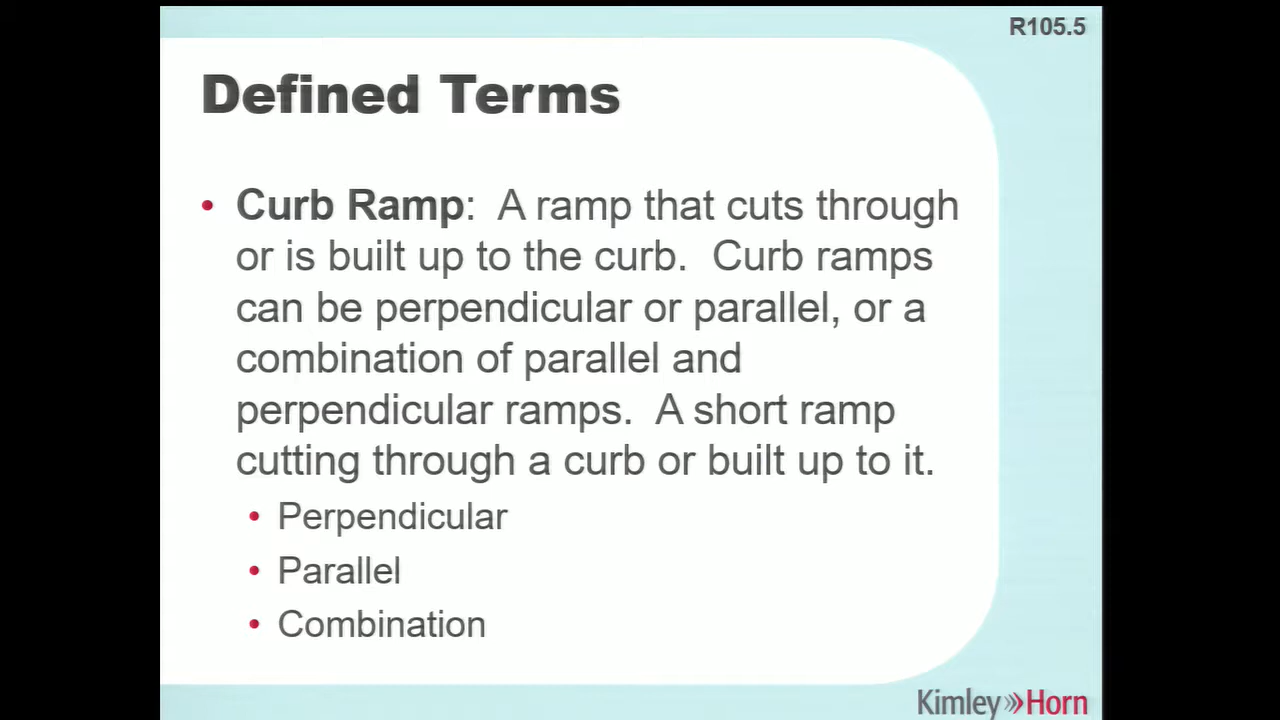 R105.5
Defined Terms
• Curb Ramp: A ramp that cuts through
or is built up to the curb. Curb ramps
can be perpendicular or parallel, or a
combination of parallel and
perpendicular ramps. A short ramp
cutting through a curb or built up to it.
• Perpendicular
• Parallel
• Combination
Kimley»Horn